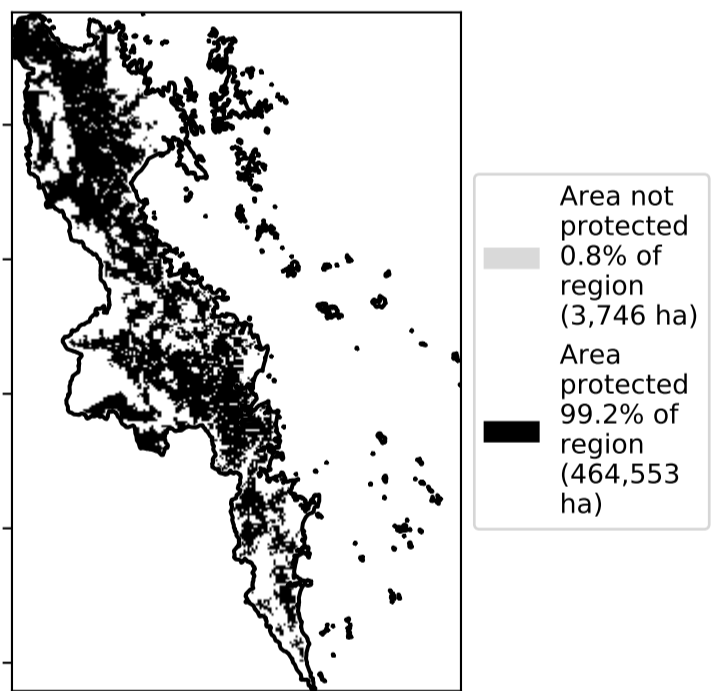 Area not
protected
0.8% of
region
(3,746 ha)
Area
protected
99.2% of
region
(464,553
ha)